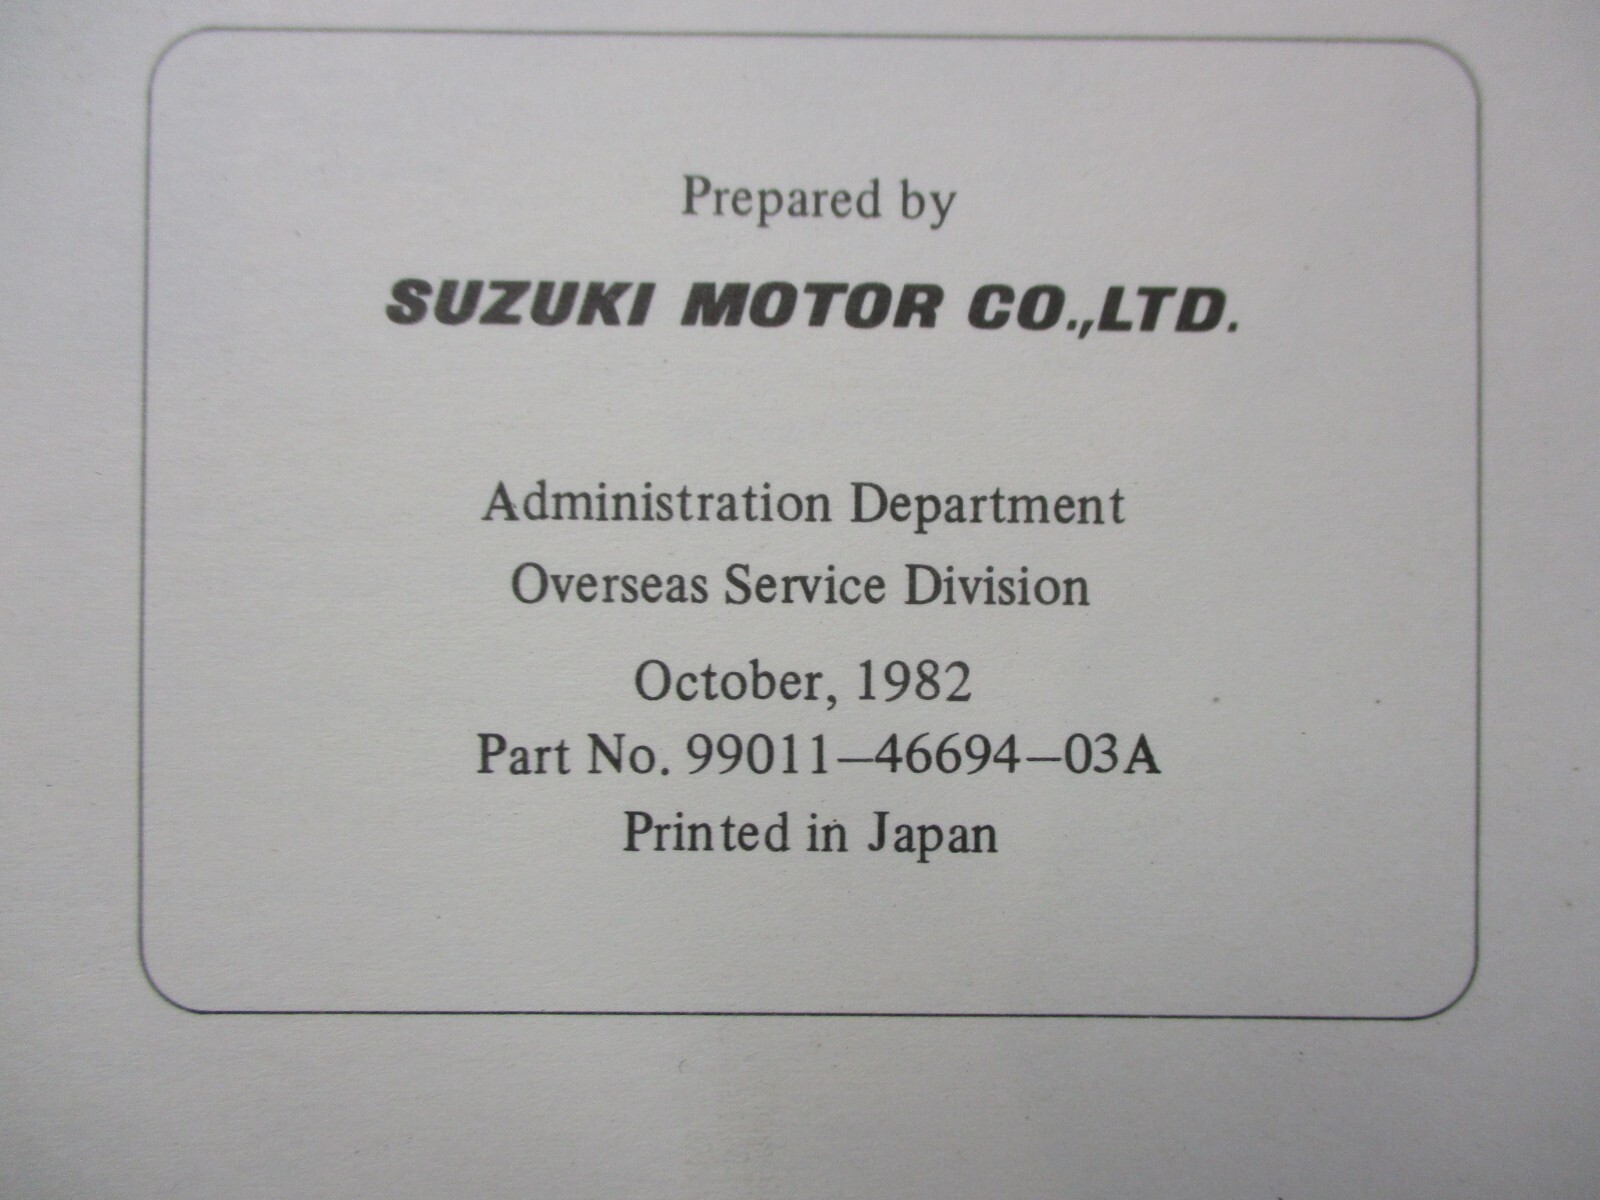 Prepared by
SUZUKI MOTOR CO.,LTD.
Administration Department
Overseas Service Division
October, 1982
Part No. 99011—46694—03A
Printed in Japan